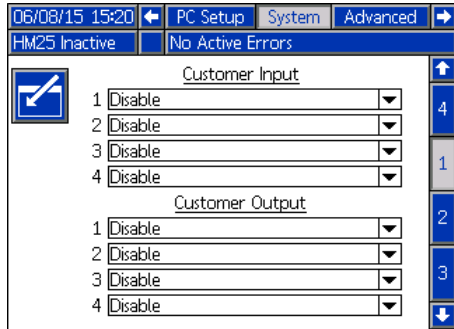 06/08/15 15:20 PC Setup System Advanced
HM25 Inactive No Active Errors
Customer Input
1 Disable
2 Disable
3 Disable
4 Disable
Customer Output
1 Disable
2 Disable
3 Disable
4 Disable
4
1
2
3